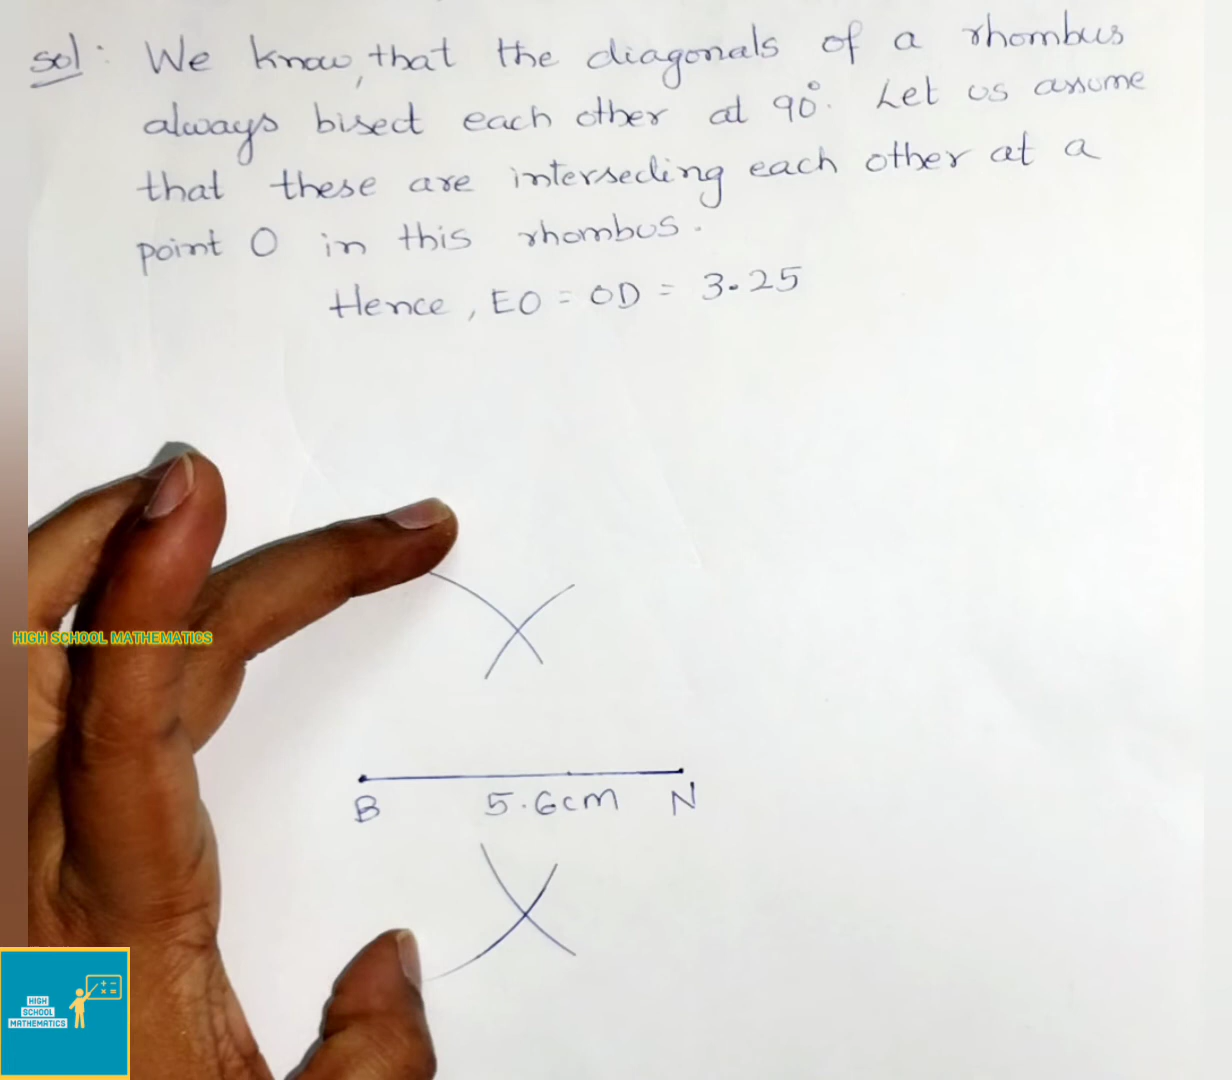 sol: We know, that the diagonals of a rhombus
always bisect each other at 90°. Let us assume
that these are intersecting each other at a
point O in this rhombus.
Hence, EO = OD = 3.25
HIGH SCHOOL MATHEMATICS
B 5.6cm N
HIGH
SCHOOL
MATHEMATICS
+ −
× =